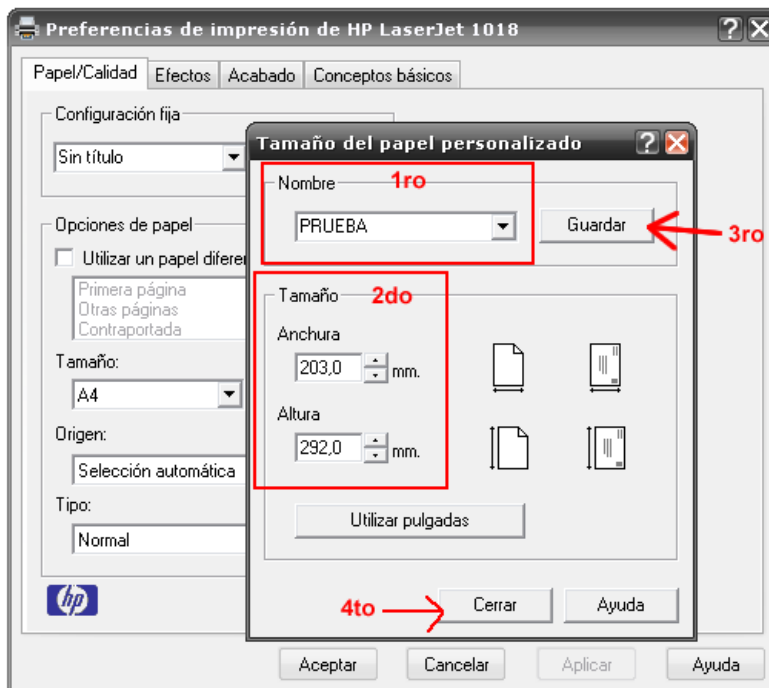 Preferencias de impresión de HP LaserJet 1018
Papel/Calidad Efectos Acabado Conceptos básicos
Configuración fija
Sin título
Opciones de papel
Utilizar un papel
Primera página
Otras páginas
Contraportada
Tamaño:
A4
Origen:
Selección automática
Tipo:
Normal
hp
Tamaño del papel personalizado
Nombre 1ro
PRUEBA Guardar 3ro
Tamaño 2do
Anchura
203,0 mm.
Altura
292,0 mm.
Utilizar pulgadas
4to Cerrar Ayuda
Aceptar Cancelar Aplicar Ayuda